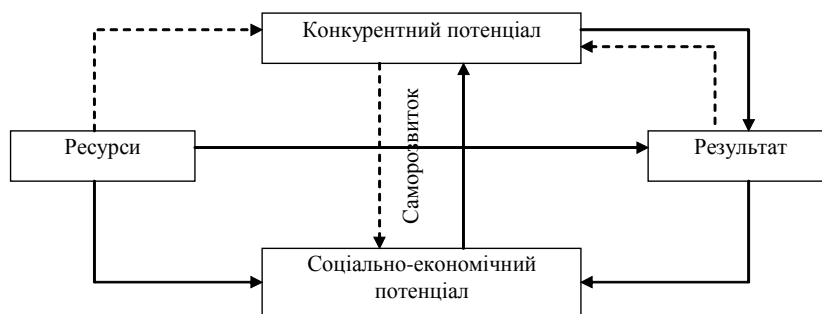 Конкурентний потенціал
Саморозвиток
Ресурси
Результат
Соціально-економічний
потенціал